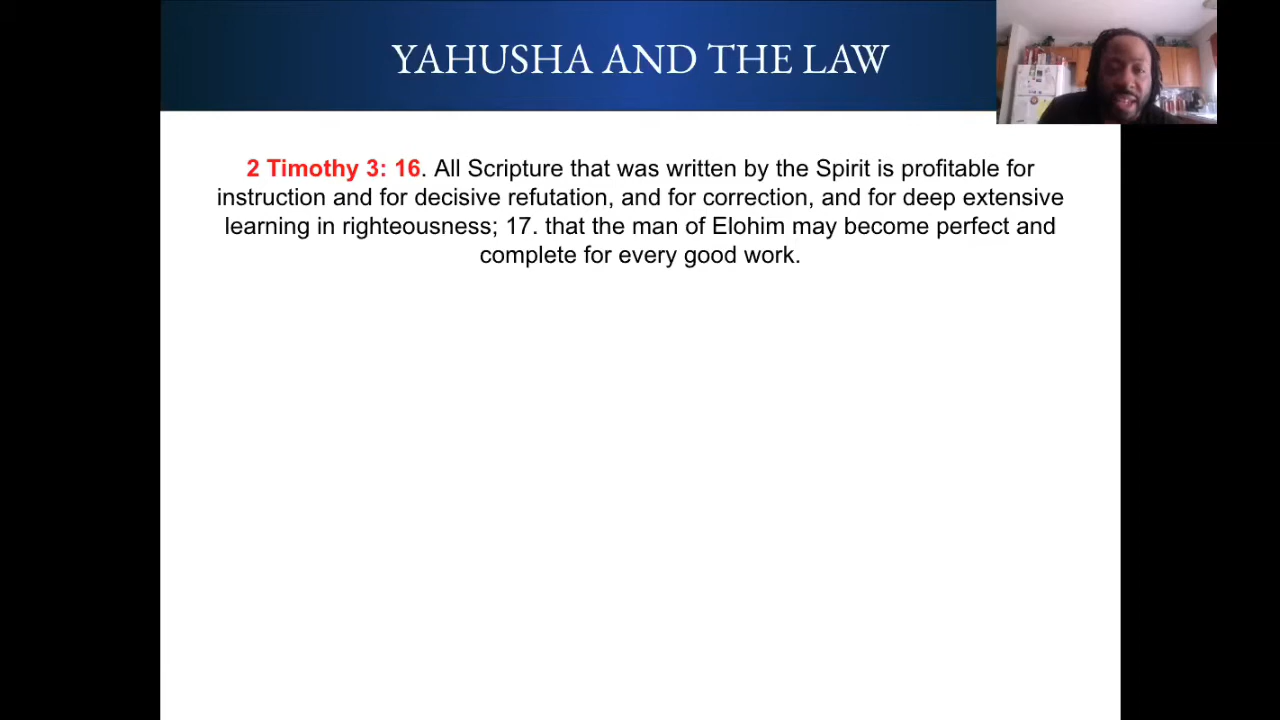 YAHUSHA AND THE LAW
2 Timothy 3: 16. All Scripture that was written by the Spirit is profitable for
instruction and for decisive refutation, and for correction, and for deep extensive
learning in righteousness; 17. that the man of Elohim may become perfect and
complete for every good work.